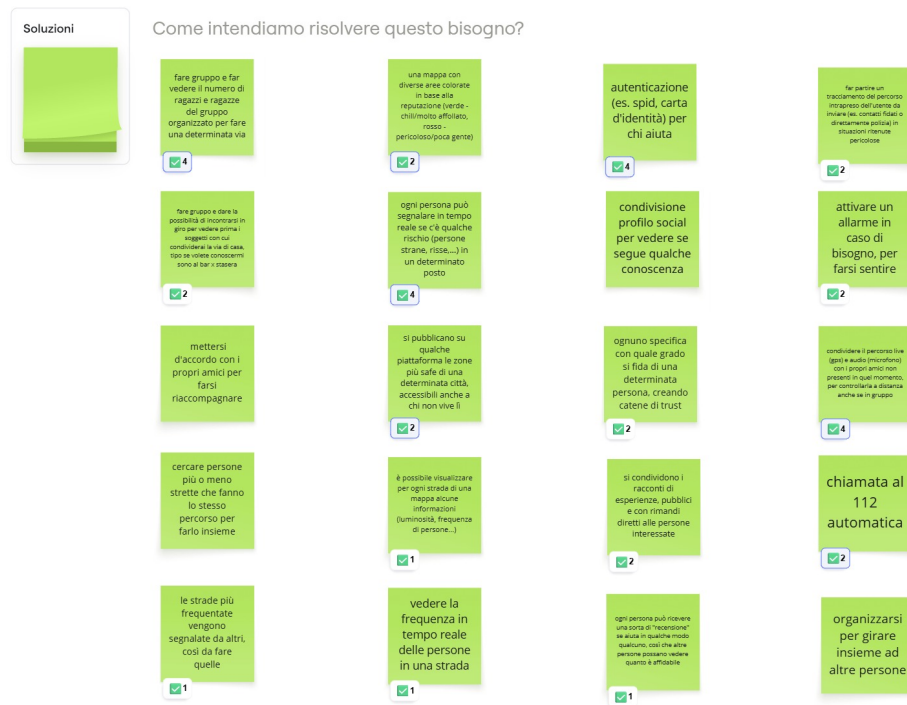 Soluzioni
Come intendiamo risolvere questo bisogno?
fare gruppo e far
vedere il numero di
ragazzi e ragazze
del gruppo
organizzato per fare
una determinata via
4
una mappa con
diverse aree colorate
in base alla
reputazione (verde -
chill/molto affollato,
rosso -
pericoloso/poca gente)
2
autenticazione
(es. spid, carta
d'identità) per
chi aiuta
4
far partire un
tracciamento del percorso
intrapreso dell'utente da
inviare (es. contatti fidati o
direttamente polizia) in
situazioni ritenute
pericolose
2
fare gruppo e dare la
possibilità di incontrarsi in
giro per vedere prima i
soggetti con cui
condividerai la via di casa,
tipo se volete conoscermi
sono al bar x stasera
2
ogni persona può
segnalare in tempo
reale se c'è qualche
rischio (persone
strane, risse,...) in
un determinato
posto
4
condivisione
profilo social
per vedere se
segue qualche
conoscenza
attivare un
allarme in
caso di
bisogno, per
farsi sentire
2
mettersi
d'accordo con i
propri amici per
farsi
riaccompagnare
si pubblicano su
qualche
piattaforma le zone
più safe di una
determinata città,
accessibili anche a
chi non vive lì
2
ognuno specifica
con quale grado
si fida di una
determinata
persona, creando
catene di trust
2
condividere il percorso live
(gps) e audio (microfono)
con i propri amici non
presenti in quel momento,
per controllarla a distanza
anche se in gruppo
4
cercare persone
più o meno
strette che fanno
lo stesso
percorso per
farlo insieme
è possibile visualizzare
per ogni strada di una
mappa alcune
informazioni
(luminosità, frequenza
di persone...)
1
si condividono i
racconti di
esperienze, pubblici
e con rimandi
diretti alle persone
interessate
2
chiamata al
112
automatica
2
le strade più
frequentate
vengono
segnalate da altri,
così da fare
quelle
1
vedere la
frequenza in
tempo reale
delle persone
in una strada
1
ogni persona può ricevere
una sorta di "recensione"
se aiuta in qualche modo
qualcuno, così che altre
persone possano vedere
quanto è affidabile
1
organizzarsi
per girare
insieme ad
altre persone